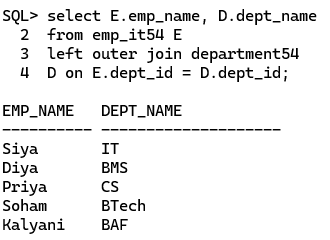 SQL> select E.emp_name, D.dept_name
  2  from emp_it54 E
  3  left outer join department54
  4  D on E.dept_id = D.dept_id;

EMP_NAME   DEPT_NAME
---------- --------------------
Siya       IT
Diya       BMS
Priya      CS
Soham      BTech
Kalyani    BAF